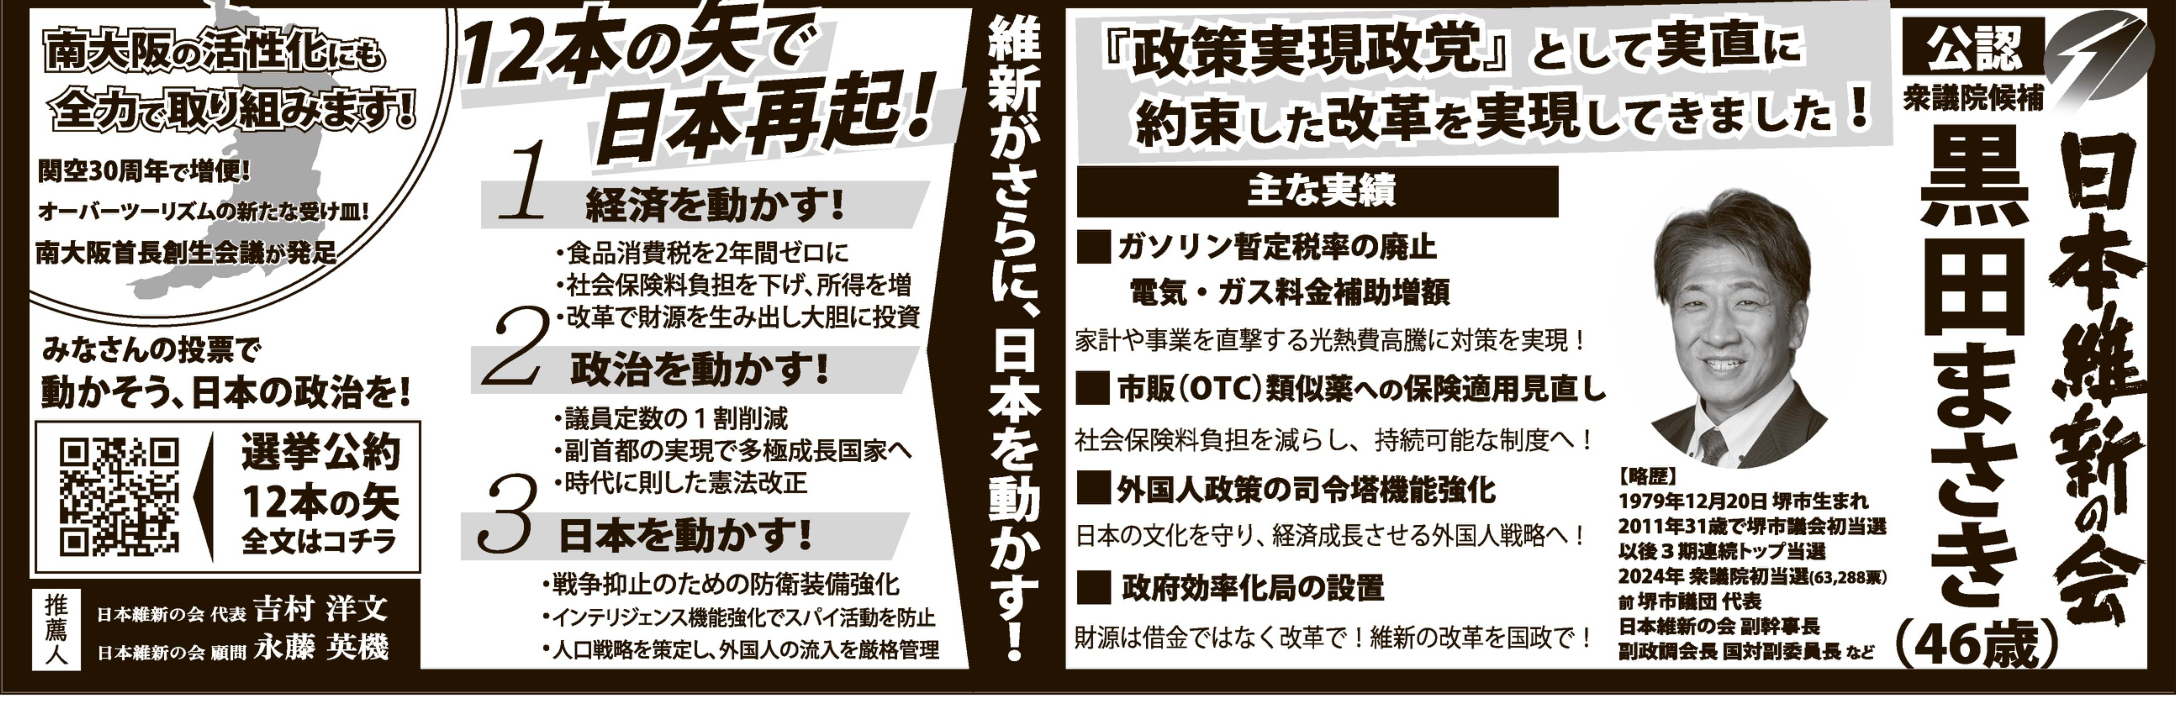 日本維新の会
公認
衆議院候補
黒田まさき
(46歳)
『政策実現政党』として実直に
約束した改革を実現してきました!
主な実績
■ガソリン暫定税率の廃止
電気・ガス料金補助増額
家計や事業を直撃する光熱費高騰に対策を実現!
■市販(OTC)類似薬への保険適用見直し
社会保険料負担を減らし、持続可能な制度へ!
■外国人政策の司令塔機能強化
日本の文化を守り、経済成長させる外国人戦略へ!
■政府効率化局の設置
財源は借金ではなく改革で!維新の改革を国政で!
【略歴】
1979年12月20日 堺市生まれ
2011年31歳で堺市議会初当選
以後3期連続トップ当選
2024年 衆議院初当選(63,288票)
前 堺市議団 代表
日本維新の会 副幹事長
副政調会長 国対副委員長 など
維新がさらに、日本を動かす!
12本の矢で
日本再起!
1 経済を動かす!
・食品消費税を2年間ゼロに
・社会保険料負担を下げ、所得を増
・改革で財源を生み出し大胆に投資
2 政治を動かす!
・議員定数の1割削減
・副首都の実現で多極成長国家へ
・時代に則した憲法改正
3 日本を動かす!
・戦争抑止のための防衛装備強化
・インテリジェンス機能強化でスパイ活動を防止
・人口戦略を策定し、外国人の流入を厳格管理
南大阪の活性化にも
全力で取り組みます!
関空30周年で増便!
オーバーツーリズムの新たな受け皿!
南大阪首長創生会議が発足
みなさんの投票で
動かそう、日本の政治を!
選挙公約
12本の矢
全文はコチラ
推薦人
日本維新の会 代表 吉村 洋文
日本維新の会 顧問 永藤 英機